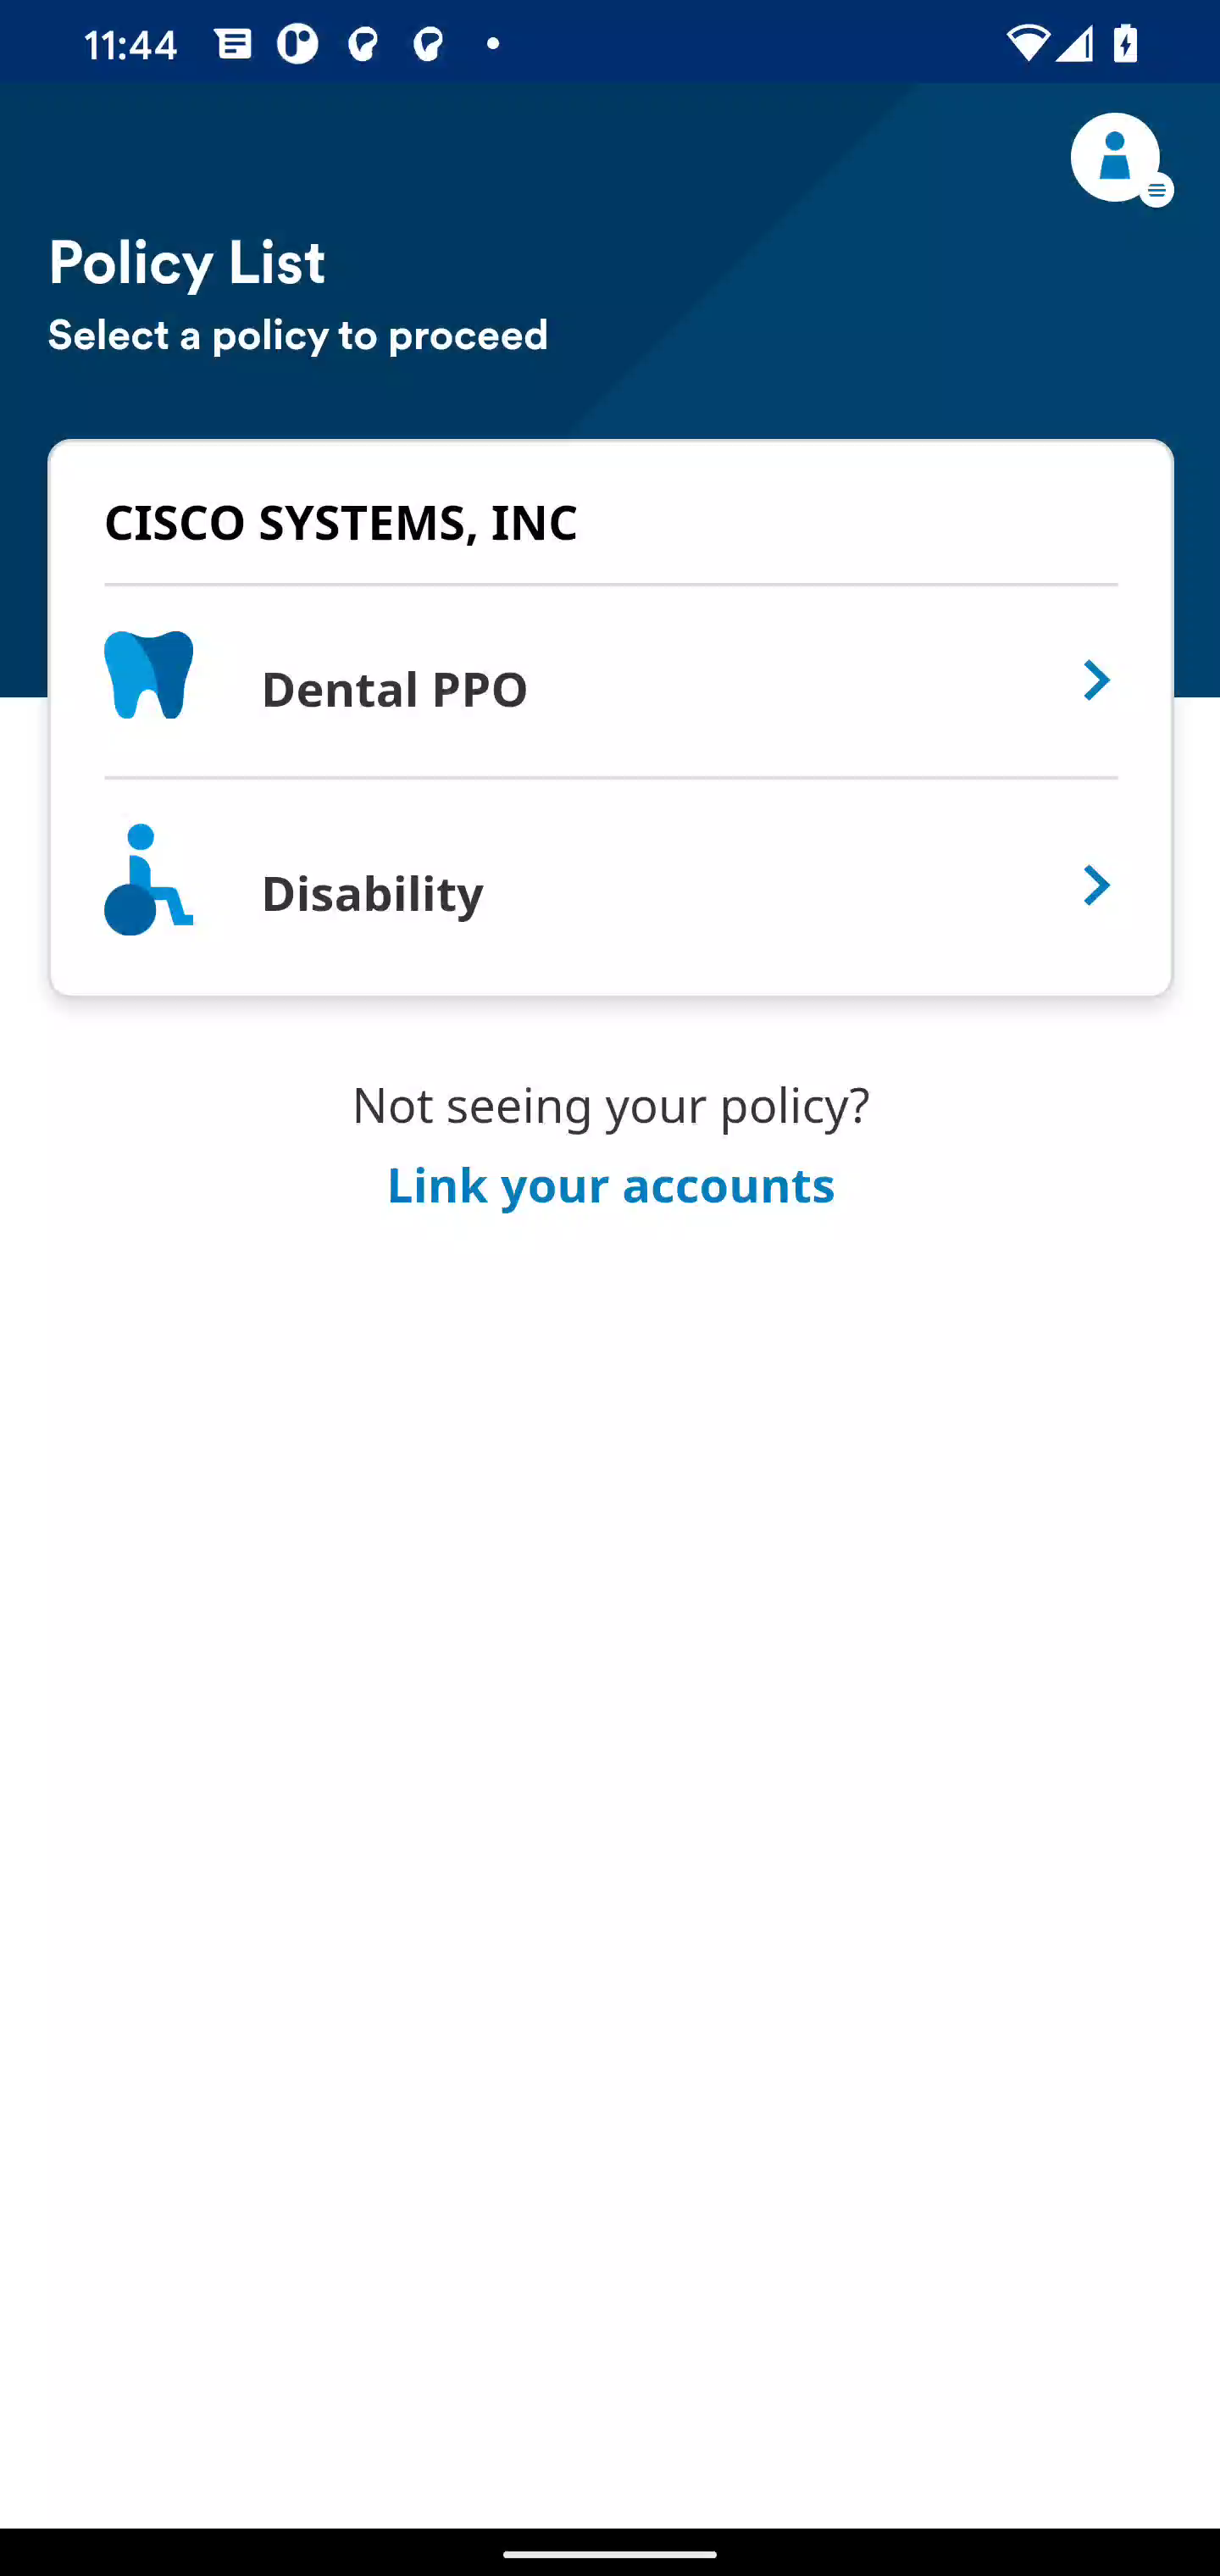 11:44
Policy List
Select a policy to proceed
CISCO SYSTEMS, INC
Dental PPO
Disability
Not seeing your policy?
Link your accounts